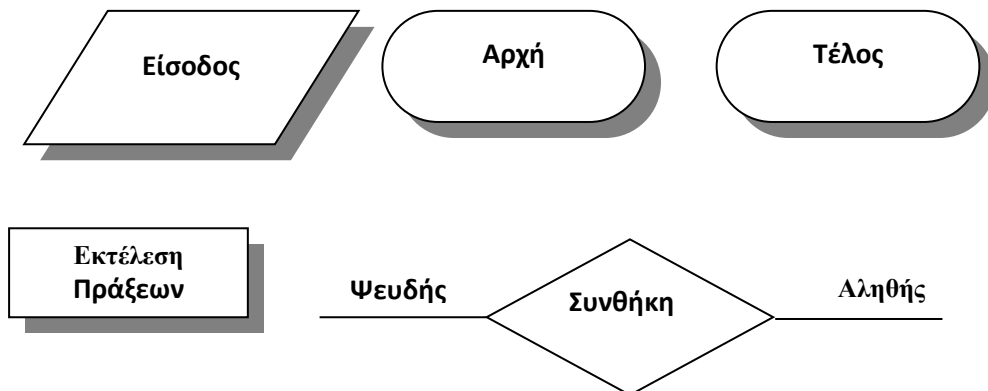 Είσοδος
Αρχή
Τέλος
Εκτέλεση
Πράξεων
Ψευδής
Συνθήκη
Αληθής